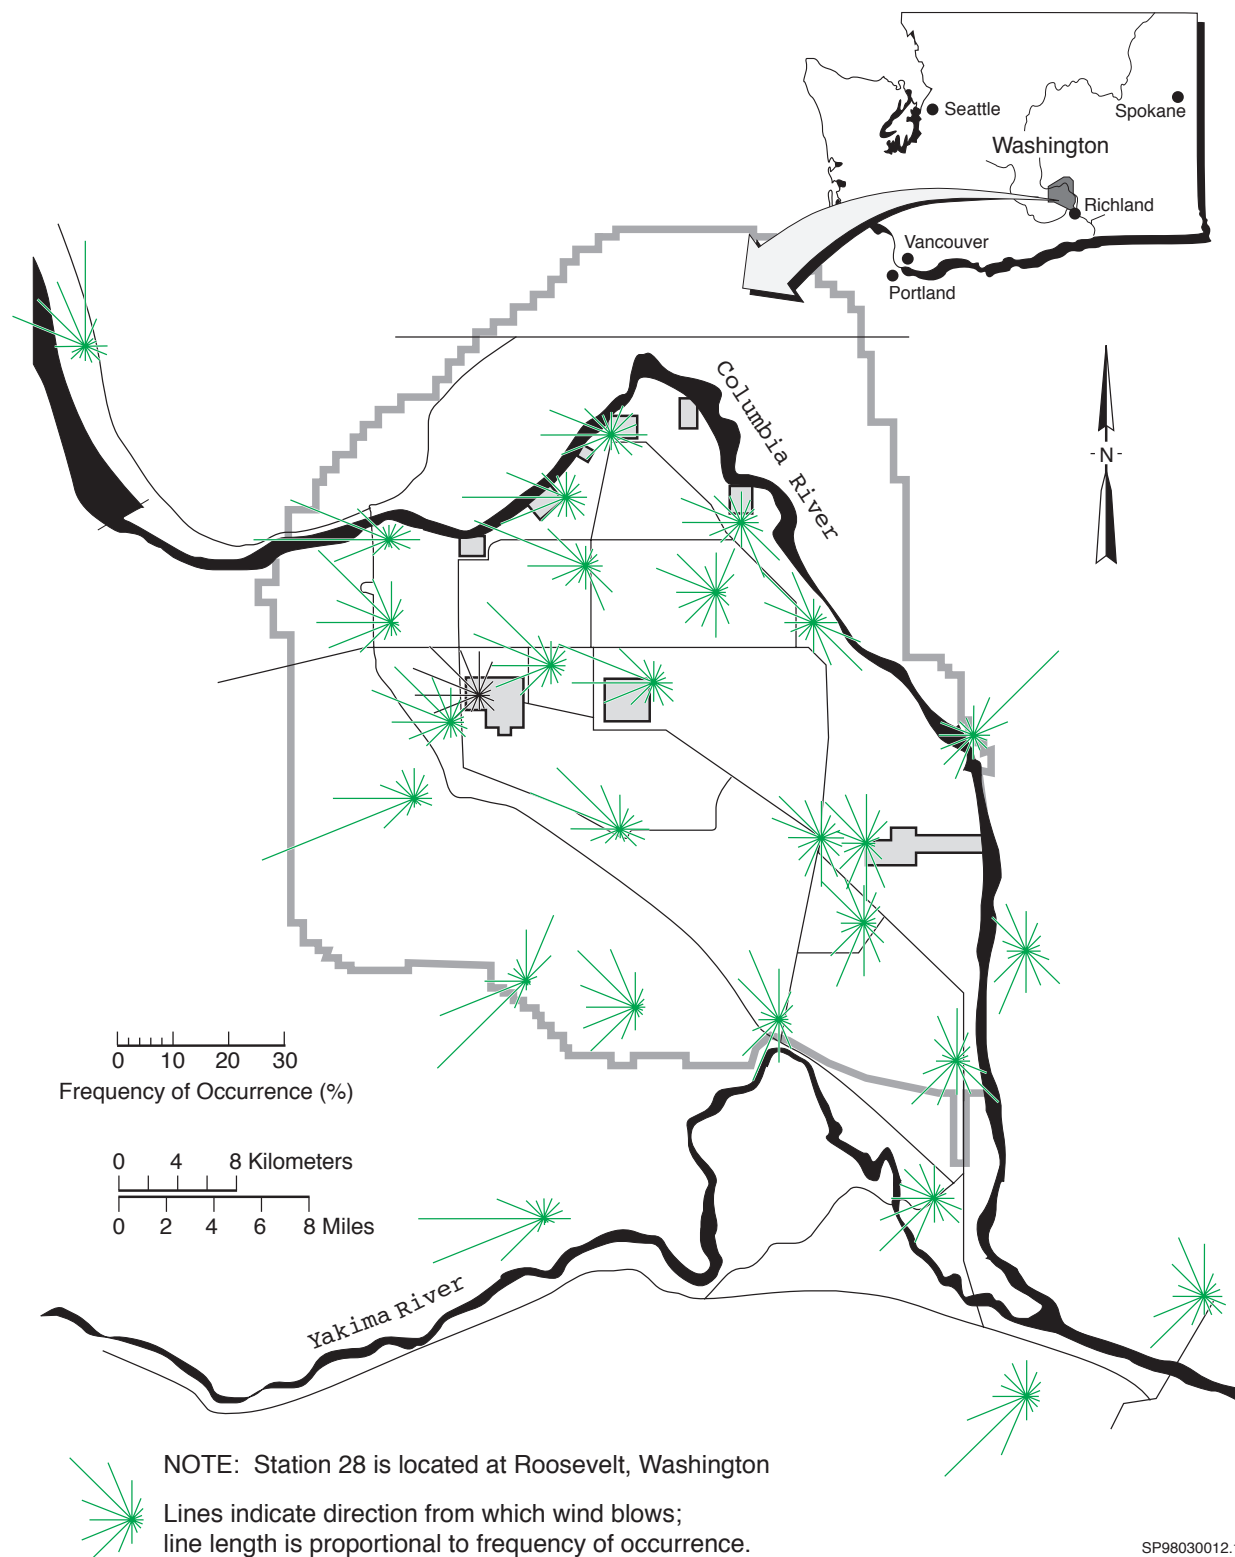 Seattle
Spokane
Washington
Richland
Vancouver
Portland
Columbia River
-N-
0 10 20 30
Frequency of Occurrence (%)
0 4 8 Kilometers
0 2 4 6 8 Miles
Yakima River
NOTE: Station 28 is located at Roosevelt, Washington
Lines indicate direction from which wind blows;
line length is proportional to frequency of occurrence.